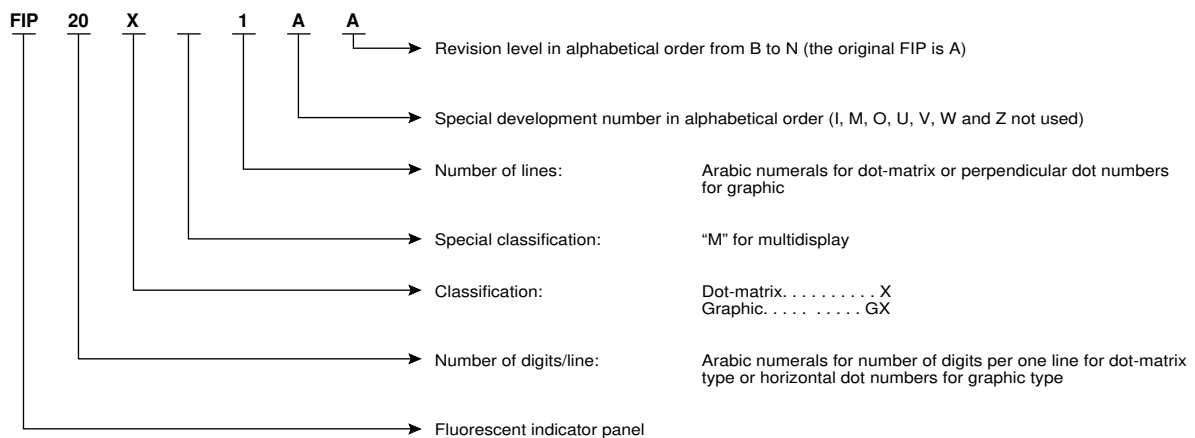 FIP 20 X 1 A A
Revision level in alphabetical order from B to N (the original FIP is A)
Special development number in alphabetical order (I, M, O, U, V, W and Z not used)
Number of lines: Arabic numerals for dot-matrix or perpendicular dot numbers
for graphic
Special classification: “M” for multidisplay
Classification: Dot-matrix. . . . . . . . . . X
Graphic. . . . . . . . . . GX
Number of digits/line: Arabic numerals for number of digits per one line for dot-matrix
type or horizontal dot numbers for graphic type
Fluorescent indicator panel